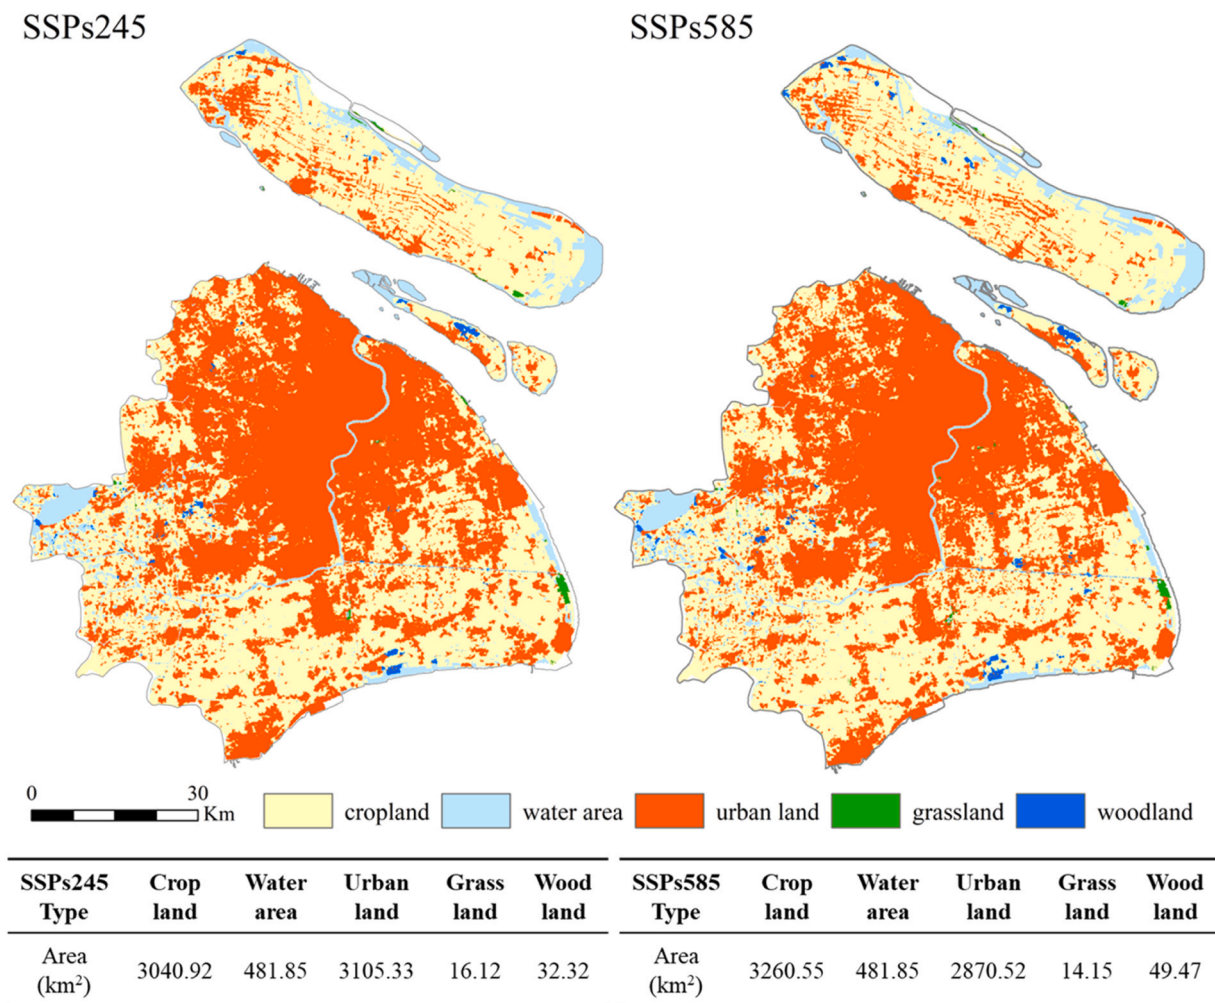 SSPs245 SSPs585
0 30
Km cropland water area urban land grassland woodland
SSPs245 Crop Water Urban Grass Wood SSPs585 Crop Water Urban Grass Wood
Type land area land land land Type land area land land land
Area
(km²) 3040.92 481.85 3105.33 16.12 32.32 Area
(km²) 3260.55 481.85 2870.52 14.15 49.47